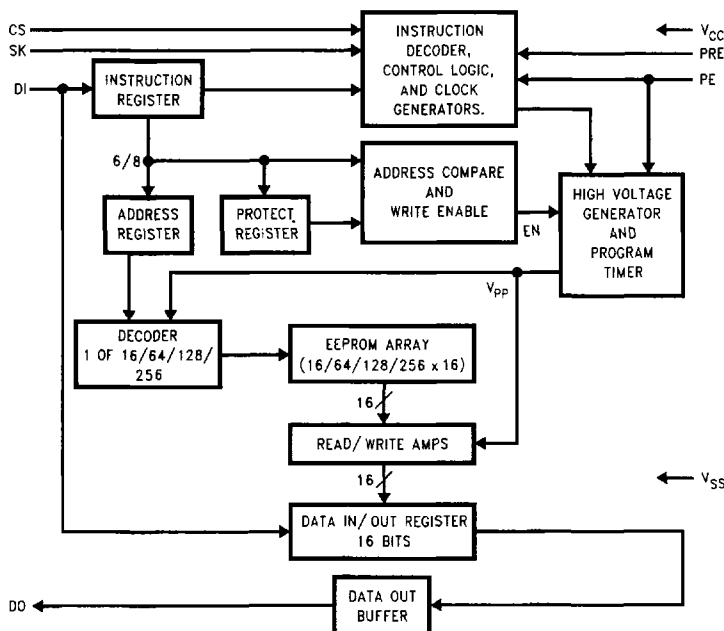 CS
SK
DI
INSTRUCTION
REGISTER
INSTRUCTION
DECODER,
CONTROL LOGIC,
AND CLOCK
GENERATORS.
VCC
PRE
PE
6/8
ADDRESS
REGISTER
PROTECT
REGISTER
ADDRESS COMPARE
AND
WRITE ENABLE
EN
HIGH VOLTAGE
GENERATOR
AND
PROGRAM
TIMER
VPP
DECODER
1 OF 16/64/128/
256
EEPROM ARRAY
(16/64/128/256 x 16)
16
READ/WRITE AMPS
16
VSS
DATA IN/OUT REGISTER
16 BITS
DO
DATA OUT
BUFFER